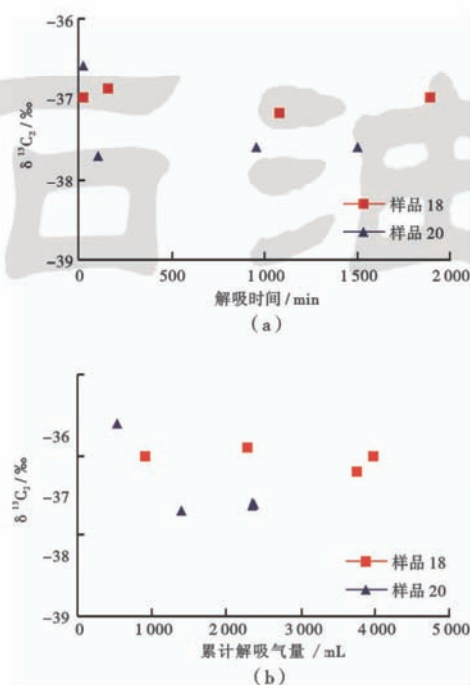 -36
-37
-38
-39
δ ¹³C₂ / ‰
0
500
1 000
1 500
2 000
样品 18
样品 20
解吸时间 / min
( a )
-36
-37
-38
-39
δ ¹³C₂ / ‰
0
1 000
2 000
3 000
4 000
5 000
样品 18
样品 20
累计解吸气量 / mL
( b )